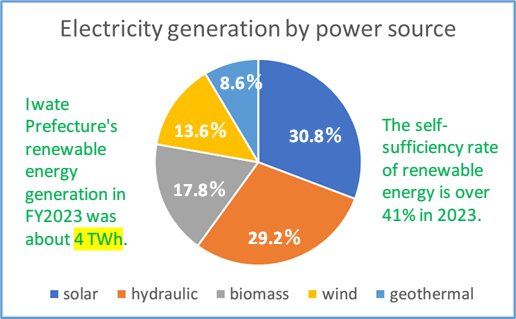 Electricity generation by power source
Iwate
Prefecture's
renewable
energy
generation in
FY2023 was
about 4 TWh.
8.6%
13.6%
17.8%
30.8%
29.2%
The self-
sufficiency rate
of renewable
energy is over
41% in 2023.
solar hydraulic biomass wind geothermal